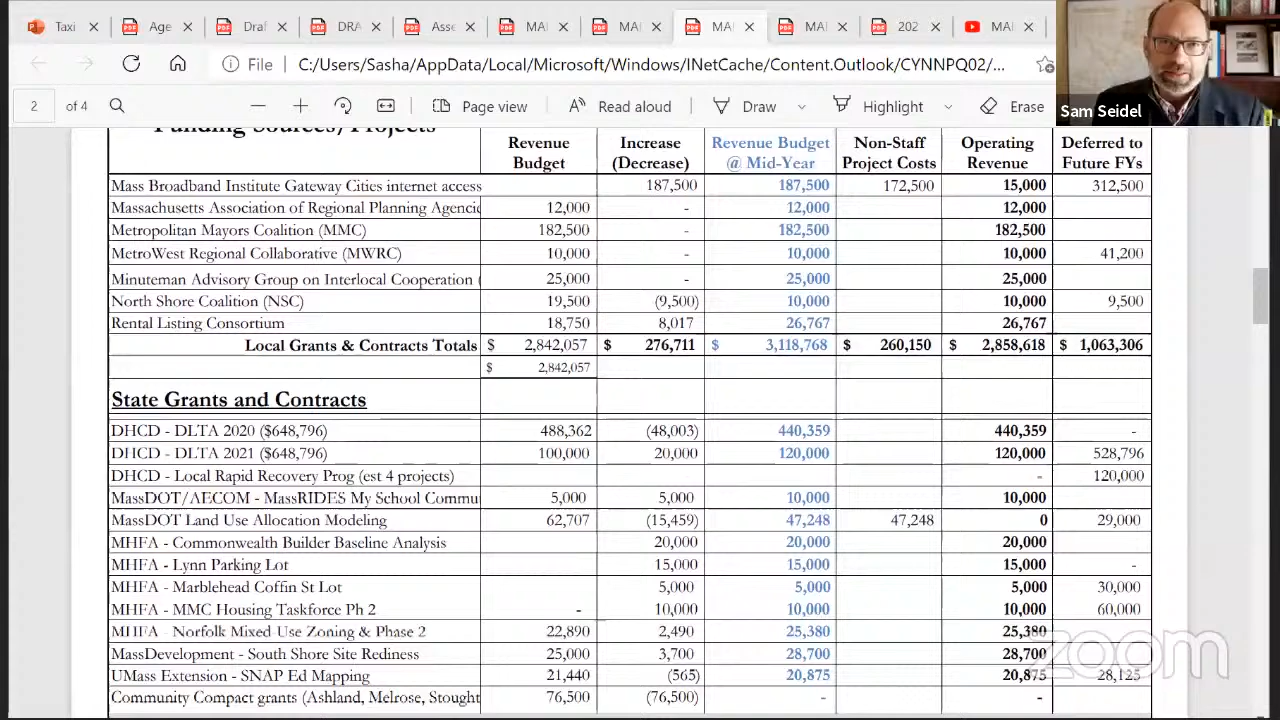 Taxi
Age
Draf
DRA
Asse
MAI
MAI
MAI
MAY
202
MAI
File C:/Users/Sasha/AppData/Local/Microsoft/Windows/INetCache/Content.Outlook/CYNNPQ02/...
2 of 4 Page view Read aloud Draw Highlight Erase
Sam Seidel
Funding Sources/Projects
Revenue Budget
Increase (Decrease)
Revenue Budget @ Mid-Year
Non-Staff Project Costs
Operating Revenue
Deferred to Future FYs
Mass Broadband Institute Gateway Cities internet access 187,500 187,500 172,500 15,000 312,500
Massachusetts Association of Regional Planning Agencie 12,000 - 12,000 12,000
Metropolitan Mayors Coalition (MMC) 182,500 - 182,500 182,500
MetroWest Regional Collaborative (MWRC) 10,000 - 10,000 10,000 41,200
Minuteman Advisory Group on Interlocal Cooperation ( 25,000 - 25,000 25,000
North Shore Coalition (NSC) 19,500 (9,500) 10,000 10,000 9,500
Rental Listing Consortium 18,750 8,017 26,767 26,767
Local Grants & Contracts Totals $ 2,842,057 $ 276,711 $ 3,118,768 $ 260,150 $ 2,858,618 $ 1,063,306
$ 2,842,057
State Grants and Contracts
DHCD - DLTA 2020 ($648,796) 488,362 (48,003) 440,359 440,359 -
DHCD - DLTA 2021 ($648,796) 100,000 20,000 120,000 120,000 528,796
DHCD - Local Rapid Recovery Prog (est 4 projects) - 120,000
MassDOT/AECOM - MassRIDES My School Commu 5,000 5,000 10,000 10,000
MassDOT Land Use Allocation Modeling 62,707 (15,459) 47,248 47,248 0 29,000
MHFA - Commonwealth Builder Baseline Analysis 20,000 20,000 20,000
MHFA - Lynn Parking Lot 15,000 15,000 15,000 -
MHFA - Marblehead Coffin St Lot 5,000 5,000 5,000 30,000
MHFA - MMC Housing Taskforce Ph 2 - 10,000 10,000 10,000 60,000
MHFA - Norfolk Mixed-Use Zoning & Phase 2 22,890 2,490 25,380 25,380
MassDevelopment - South Shore Site Rediness 25,000 3,700 28,700 28,700
UMass Extension - SNAP Ed Mapping 21,440 (565) 20,875 20,875 28,125
Community Compact grants (Ashland, Melrose, Stought 76,500 (76,500) - -
zoom